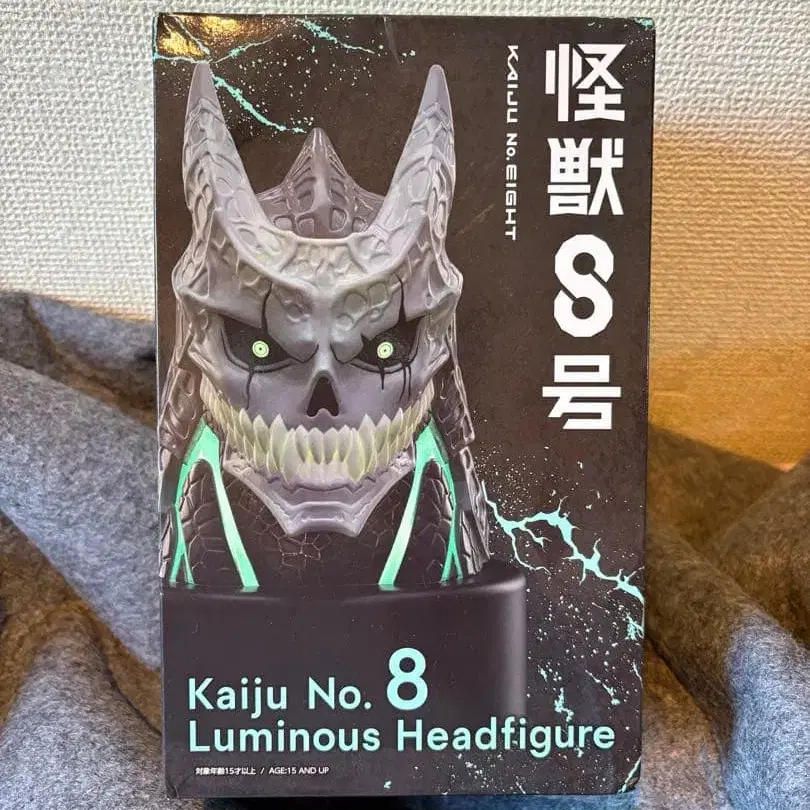 怪獣8号
KAIJU No. EIGHT
Kaiju No. 8
Luminous Headfigure
対象年齢15才以上 / AGE:15 AND UP